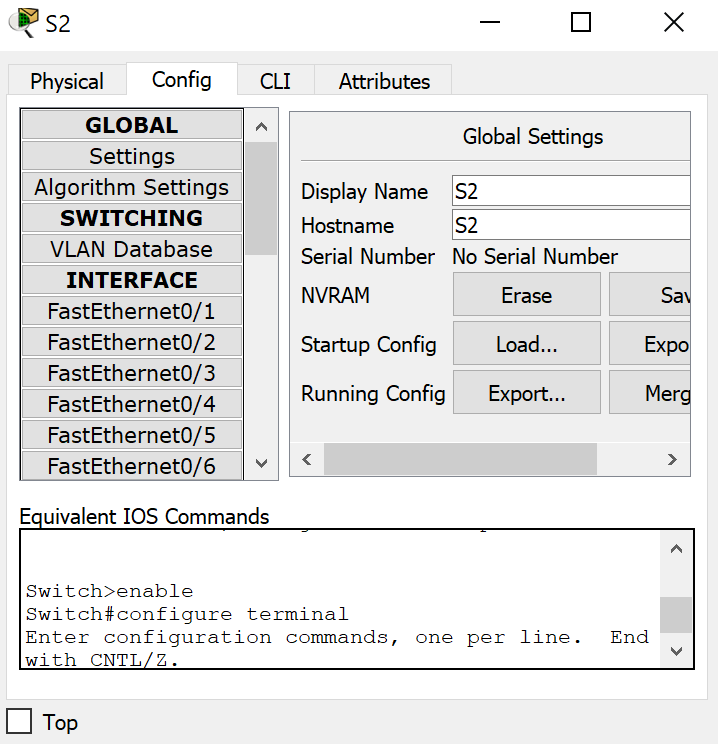 S2
Physical Config CLI Attributes
GLOBAL
Settings
Algorithm Settings
SWITCHING
VLAN Database
INTERFACE
FastEthernet0/1
FastEthernet0/2
FastEthernet0/3
FastEthernet0/4
FastEthernet0/5
FastEthernet0/6
Global Settings
Display Name S2
Hostname S2
Serial Number No Serial Number
NVRAM Erase Sav
Startup Config Load... Expo
Running Config Export... Merg
Equivalent IOS Commands
Switch>enable
Switch#configure terminal
Enter configuration commands, one per line. End
with CNTL/Z.
Top